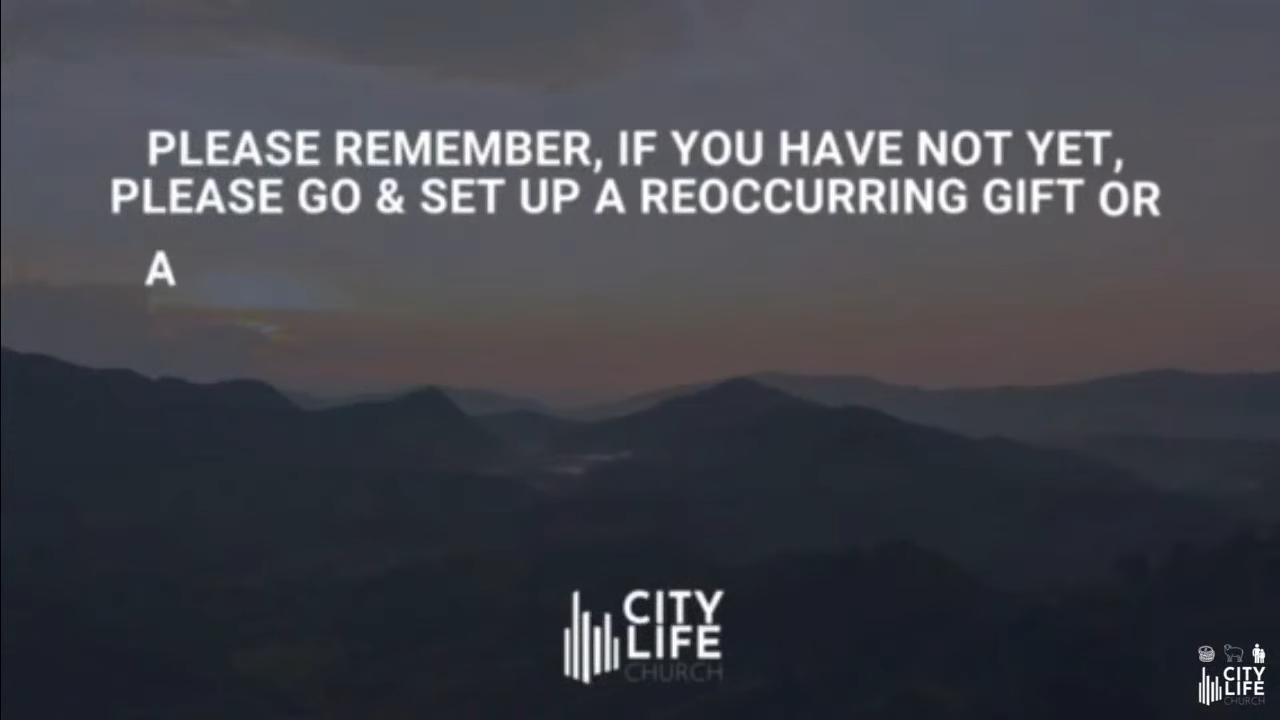 PLEASE REMEMBER, IF YOU HAVE NOT YET,
PLEASE GO & SET UP A REOCCURRING GIFT OR
A
CITY
LIFE
CHURCH
CITY
LIFE
CHURCH